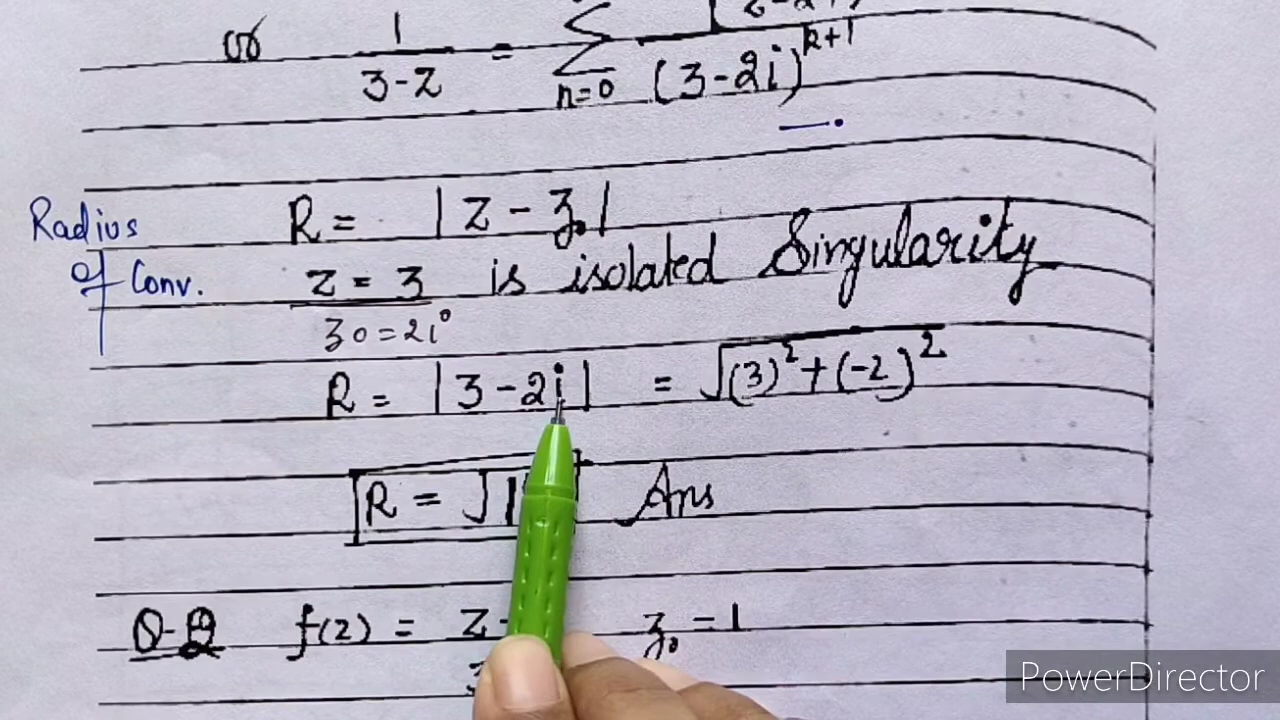 or 1/(3-z) = Σ n=0 (3-2i)^(k+1)
Radius R = |z - z₀|
of Conv. z = 3 is isolated Singularity
z0 = 2i
R = |3-2i| = √(3)² + (-2)²
R = √1 Ans
Q-2 f(z) = z- z₀ = 1
PowerDirector